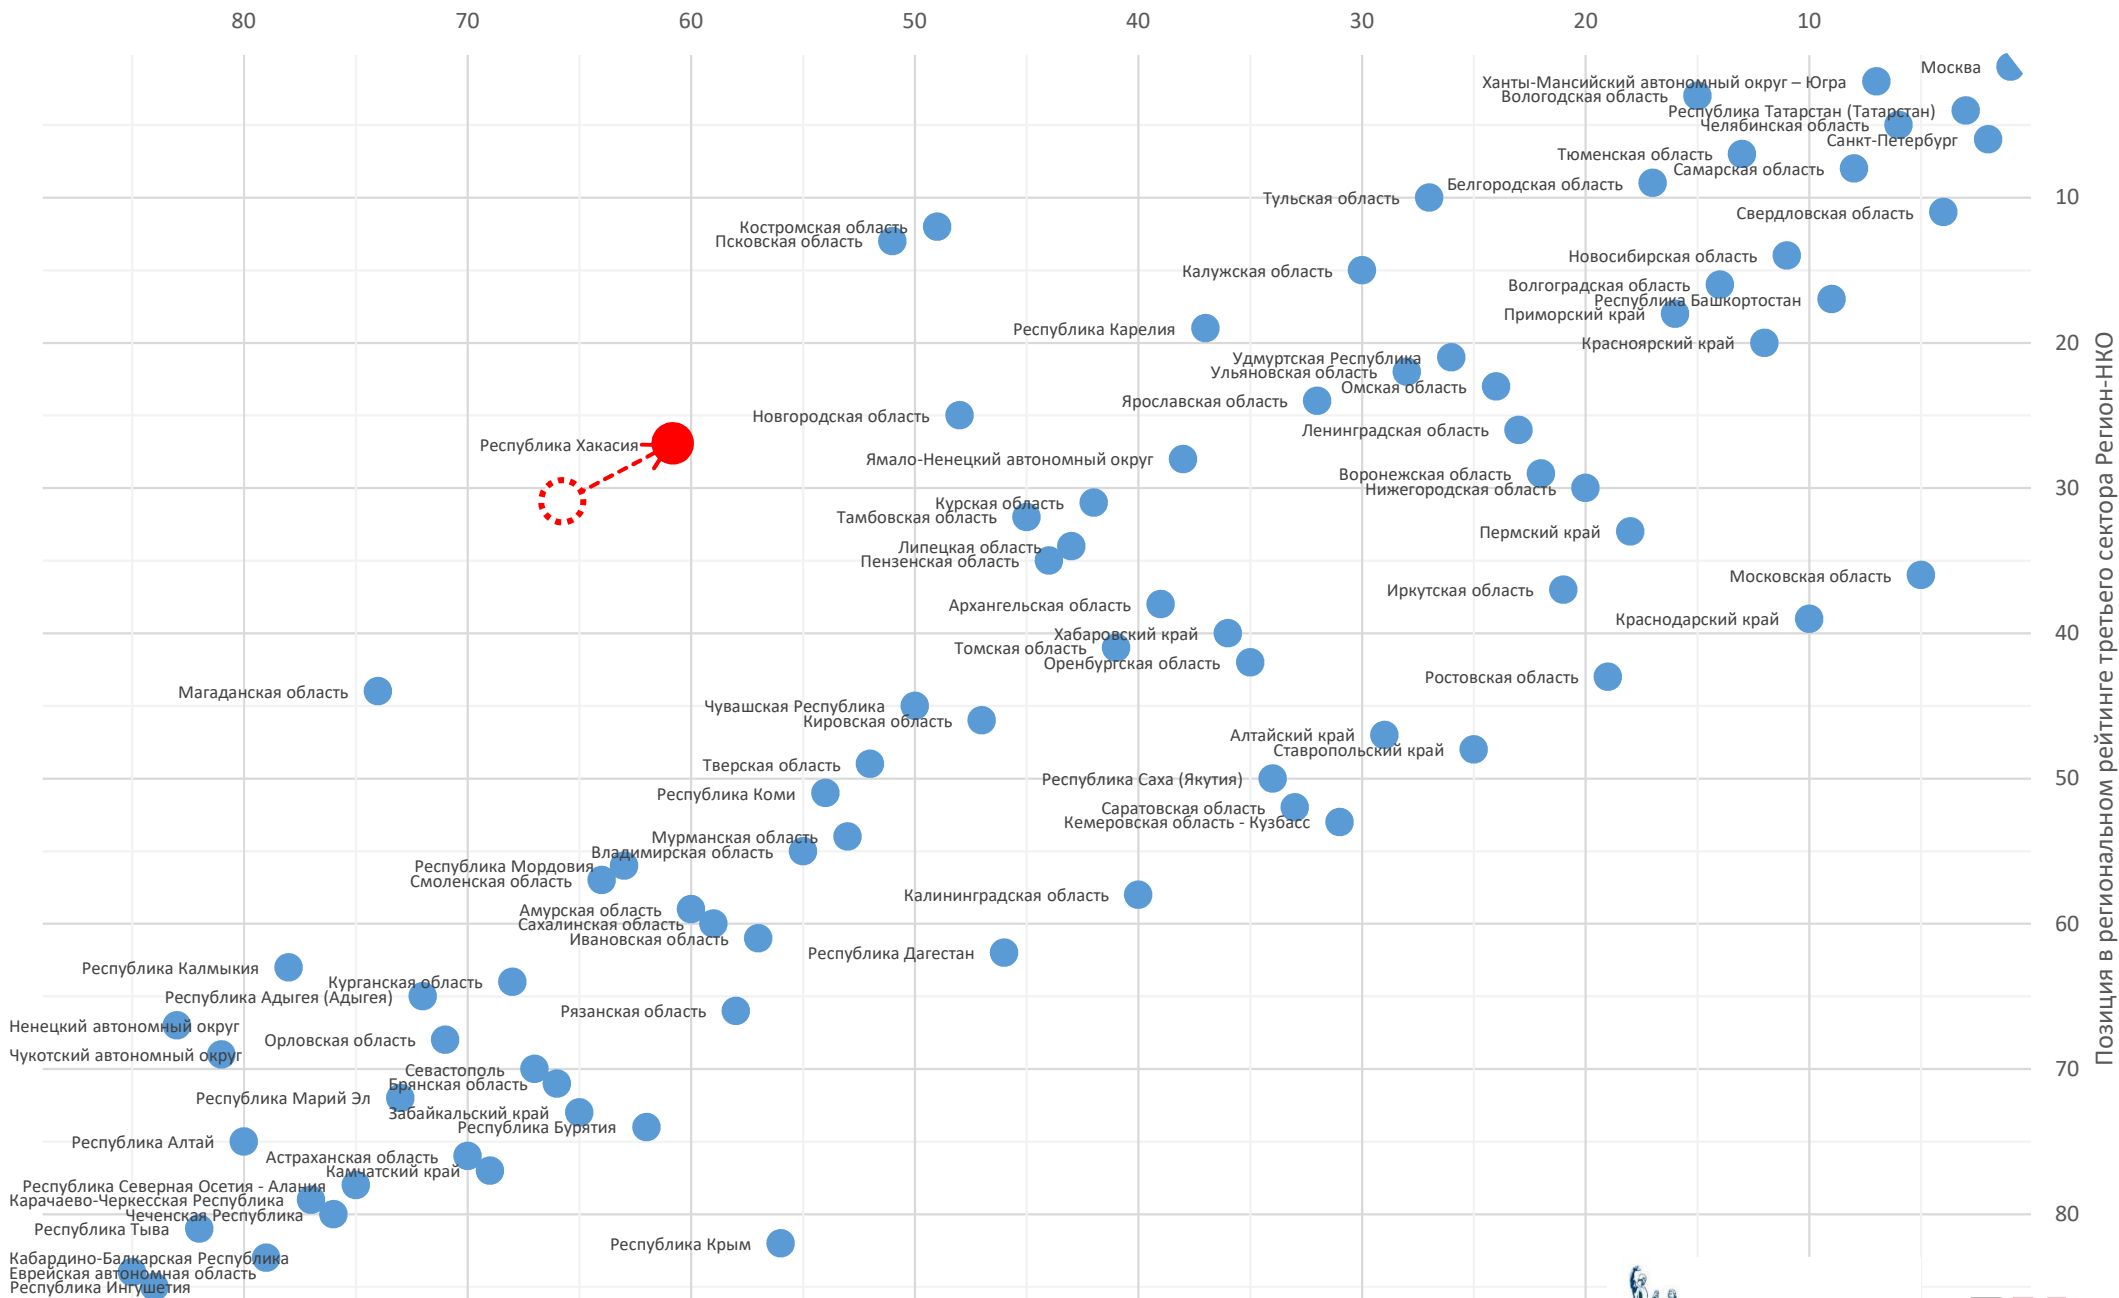 80 70 60 50 40 30 20 10
Москва
Ханты-Мансийский автономный округ – Югра
Вологодская область
Республика Татарстан (Татарстан)
Челябинская область
Санкт-Петербург
Тюменская область
Самарская область
Белгородская область
Тульская область
10
Свердловская область
Костромская область
Псковская область
Новосибирская область
Калужская область
Волгоградская область
Республика Башкортостан
Приморский край
Республика Карелия
Красноярский край
20
Удмуртская Республика
Ульяновская область
Омская область
Ярославская область
Новгородская область
Ленинградская область
Республика Хакасия
Ямало-Ненецкий автономный округ
Воронежская область
Нижегородская область
30
Курская область
Тамбовская область
Пермский край
Липецкая область
Пензенская область
Московская область
Иркутская область
Архангельская область
Краснодарский край
Хабаровский край
40
Томская область
Оренбургская область
Ростовская область
Магаданская область
Чувашская Республика
Кировская область
Алтайский край
Ставропольский край
Тверская область
Республика Саха (Якутия)
50
Республика Коми
Саратовская область
Кемеровская область - Кузбасс
Мурманская область
Владимирская область
Республика Мордовия
Смоленская область
Калининградская область
Амурская область
Сахалинская область
60
Ивановская область
Республика Дагестан
Республика Калмыкия
Курганская область
Республика Адыгея (Адыгея)
Рязанская область
Ненецкий автономный округ
Орловская область
Чукотский автономный округ
Севастополь
70
Брянская область
Республика Марий Эл
Забайкальский край
Республика Бурятия
Республика Алтай
Астраханская область
Камчатский край
Республика Северная Осетия - Алания
Карачаево-Черкесская Республика
Чеченская Республика
80
Республика Тыва
Республика Крым
Кабардино-Балкарская Республика
Еврейская автономная область
Республика Ингушетия
Позиция в региональном рейтинге третьего сектора Регион-НКО